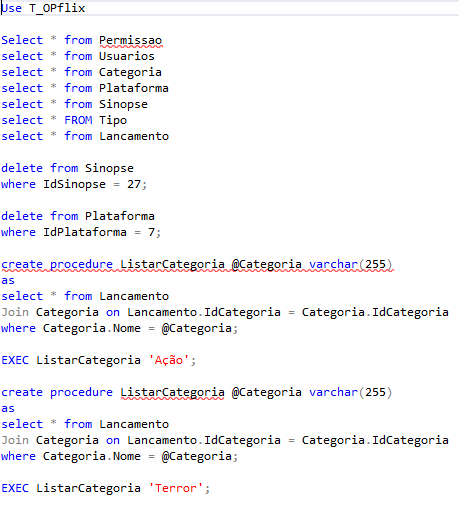 Use T_OPflix
Select * from Permissao
select * from Usuarios
select * from Categoria
select * from Plataforma
select * from Sinopse
select * FROM Tipo
select * from Lancamento
delete from Sinopse
where IdSinopse = 27;
delete from Plataforma
where IdPlataforma = 7;
create procedure ListarCategoria @Categoria varchar(255)
as
select * from Lancamento
Join Categoria on Lancamento.IdCategoria = Categoria.IdCategoria
where Categoria.Nome = @Categoria;
EXEC ListarCategoria 'Ação';
create procedure ListarCategoria @Categoria varchar(255)
as
select * from Lancamento
Join Categoria on Lancamento.IdCategoria = Categoria.IdCategoria
where Categoria.Nome = @Categoria;
EXEC ListarCategoria 'Terror';